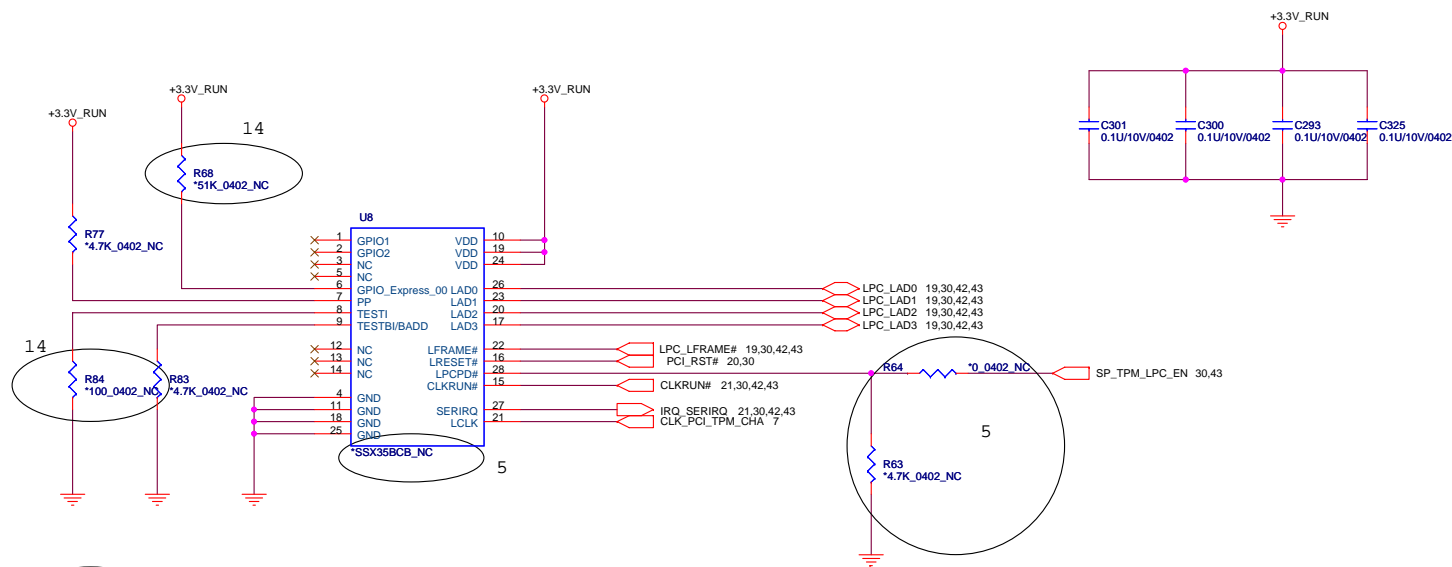 +3.3V_RUN
+3.3V_RUN
+3.3V_RUN
+3.3V_RUN
C301
0.1U/10V/0402
C300
0.1U/10V/0402
C293
0.1U/10V/0402
C325
0.1U/10V/0402
14
R68
*51K_0402_NC
R77
*4.7K_0402_NC
U8
1 GPIO1 VDD 10
2 GPIO2 VDD 19
3 NC VDD 24
5 NC
6 GPIO_Express_00 LAD0 26 LPC_LAD0 19,30,42,43
7 PP LAD1 23 LPC_LAD1 19,30,42,43
8 TESTI LAD2 20 LPC_LAD2 19,30,42,43
9 TESTBI/BADD LAD3 17 LPC_LAD3 19,30,42,43
12 NC LFRAME# 22 LPC_LFRAME# 19,30,42,43
13 NC LRESET# 16 PCI_RST# 20,30
14 NC LPCPD# 28
CLKRUN# 15 CLKRUN# 21,30,42,43
4 GND
11 GND SERIRQ 27 IRQ_SERIRQ 21,30,42,43
18 GND LCLK 21 CLK_PCI_TPM_CHA 7
25 GND
*SSX35BCB_NC
5
14
R84
*100_0402_NC
R83
*4.7K_0402_NC
R64 *0_0402_NC
SP_TPM_LPC_EN 30,43
5
R63
*4.7K_0402_NC